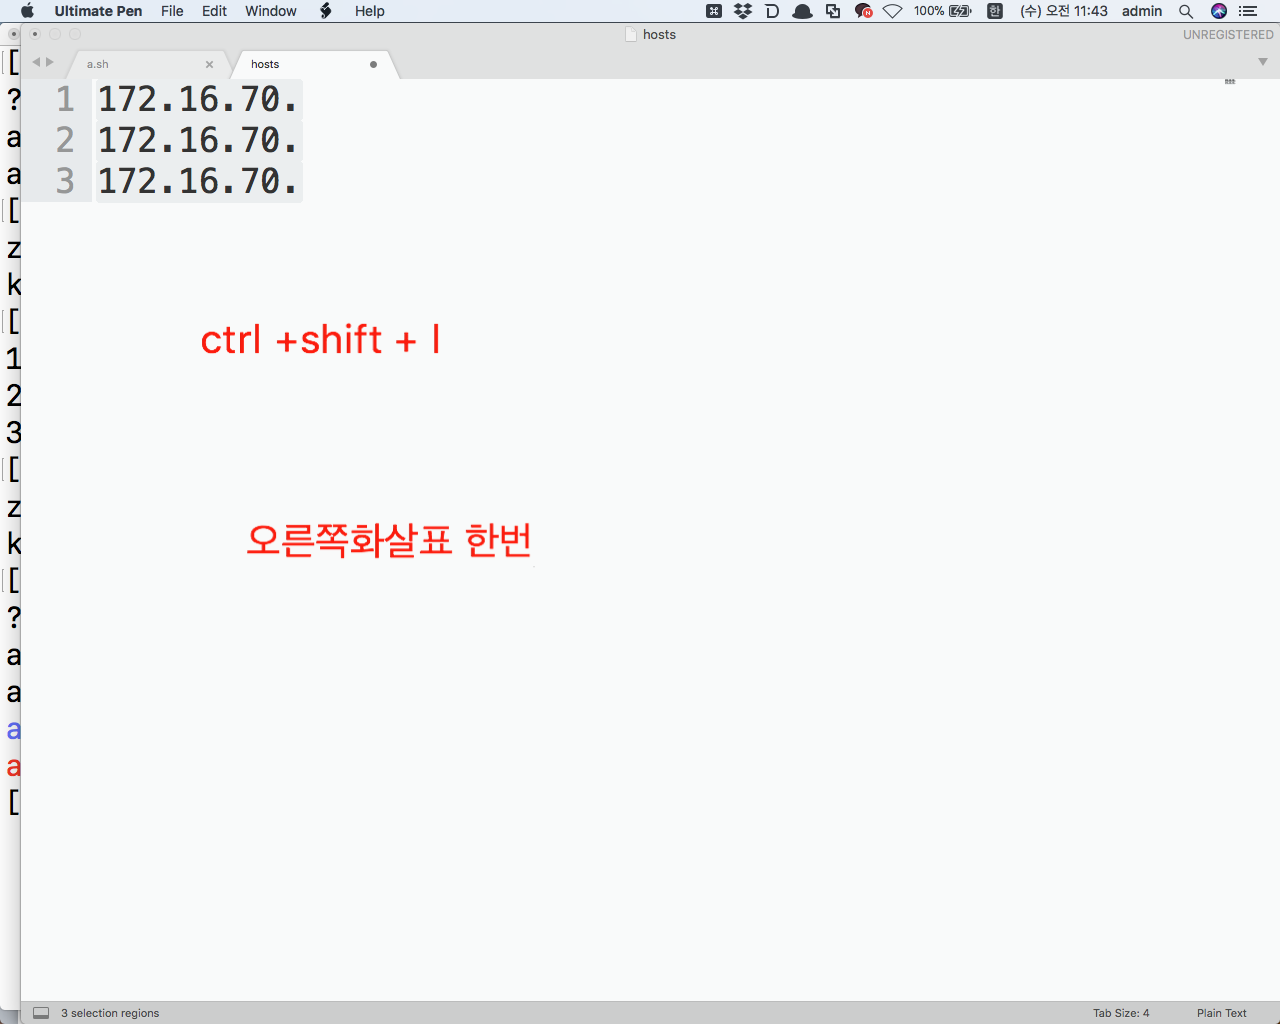 Ultimate Pen File Edit Window Help 100% 한 (수) 오전 11:43 admin
hosts UNREGISTERED
a.sh hosts
1 172.16.70.
2 172.16.70.
3 172.16.70.
ctrl +shift + l
오른쪽화살표 한번
[
?
a
a
[
z
k
[
1
2
3
[
z
k
[
?
a
a
a
a
[
3 selection regions Tab Size: 4 Plain Text